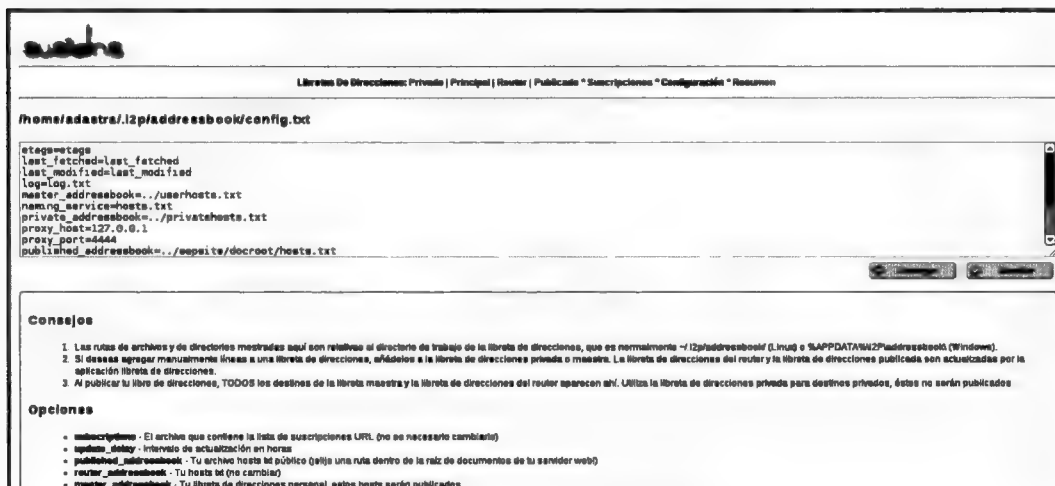 susidns
Libretas De Direcciones: Privada | Principal | Router | Publicada * Suscripciones * Configuración * Resumen
/home/adastra/.i2p/addressbook/config.txt
etags=etags
last_fetched=last_fetched
last_modified=last_modified
log=log.txt
master_addressbook=../userhosts.txt
naming_service=hosts.txt
private_addressbook=../privatehosts.txt
proxy_host=127.0.0.1
proxy_port=4444
published_addressbook=../eepsite/docroot/hosts.txt
Consejos
1. Las rutas de archivos y de directorios mostradas aquí son relativas al directorio de trabajo de la libreta de direcciones, que es normalmente ~/.i2p/addressbook/ (Linux) o %APPDATA%\I2P\addressbook\ (Windows).
2. Si deseas agregar manualmente líneas a una libreta de direcciones, añádelos a la libreta de direcciones privada o maestra. La libreta de direcciones del router y la libreta de direcciones publicada son actualizadas por la
aplicación libreta de direcciones.
3. Al publicar tu libro de direcciones, TODOS los destinos de la libreta maestra y la libreta de direcciones del router aparecen ahí. Utiliza la libreta de direcciones privada para destinos privados, éstos no serán publicados
Opciones
subscriptions - El archivo que contiene la lista de suscripciones URL (no es necesario cambiarlo)
update_delay - Intervalo de actualización en horas
published_addressbook - Tu archivo hosts.txt público (¡elija una ruta dentro de la raíz de documentos de tu servidor web!)
router_addressbook - Tu hosts.txt (no cambiar)
master_addressbook - Tu libreta de direcciones personal, estos hosts serán publicados